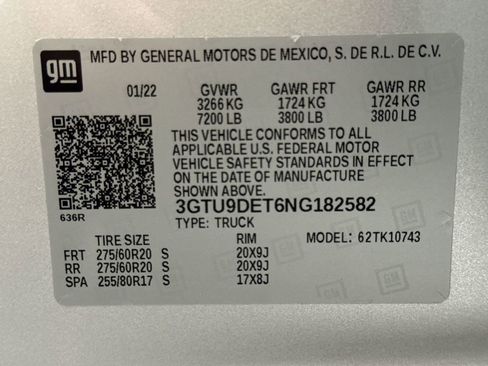 gm MFD BY GENERAL MOTORS DE MEXICO, S. DE R.L. DE C.V.
01/22 GVWR GAWR FRT GAWR RR
3266 KG 1724 KG 1724 KG
7200 LB 3800 LB 3800 LB
THIS VEHICLE CONFORMS TO ALL
APPLICABLE U.S. FEDERAL MOTOR
VEHICLE SAFETY STANDARDS IN EFFECT
ON THE DATE OF MANUFACTURE
SHOWN ABOVE.
636R
3GTU9DET6NG182582
TYPE: TRUCK
TIRE SIZE RIM MODEL: 62TK10743
FRT 275/60R20 S 20X9J
RR 275/60R20 S 20X9J
SPA 255/80R17 S 17X8J